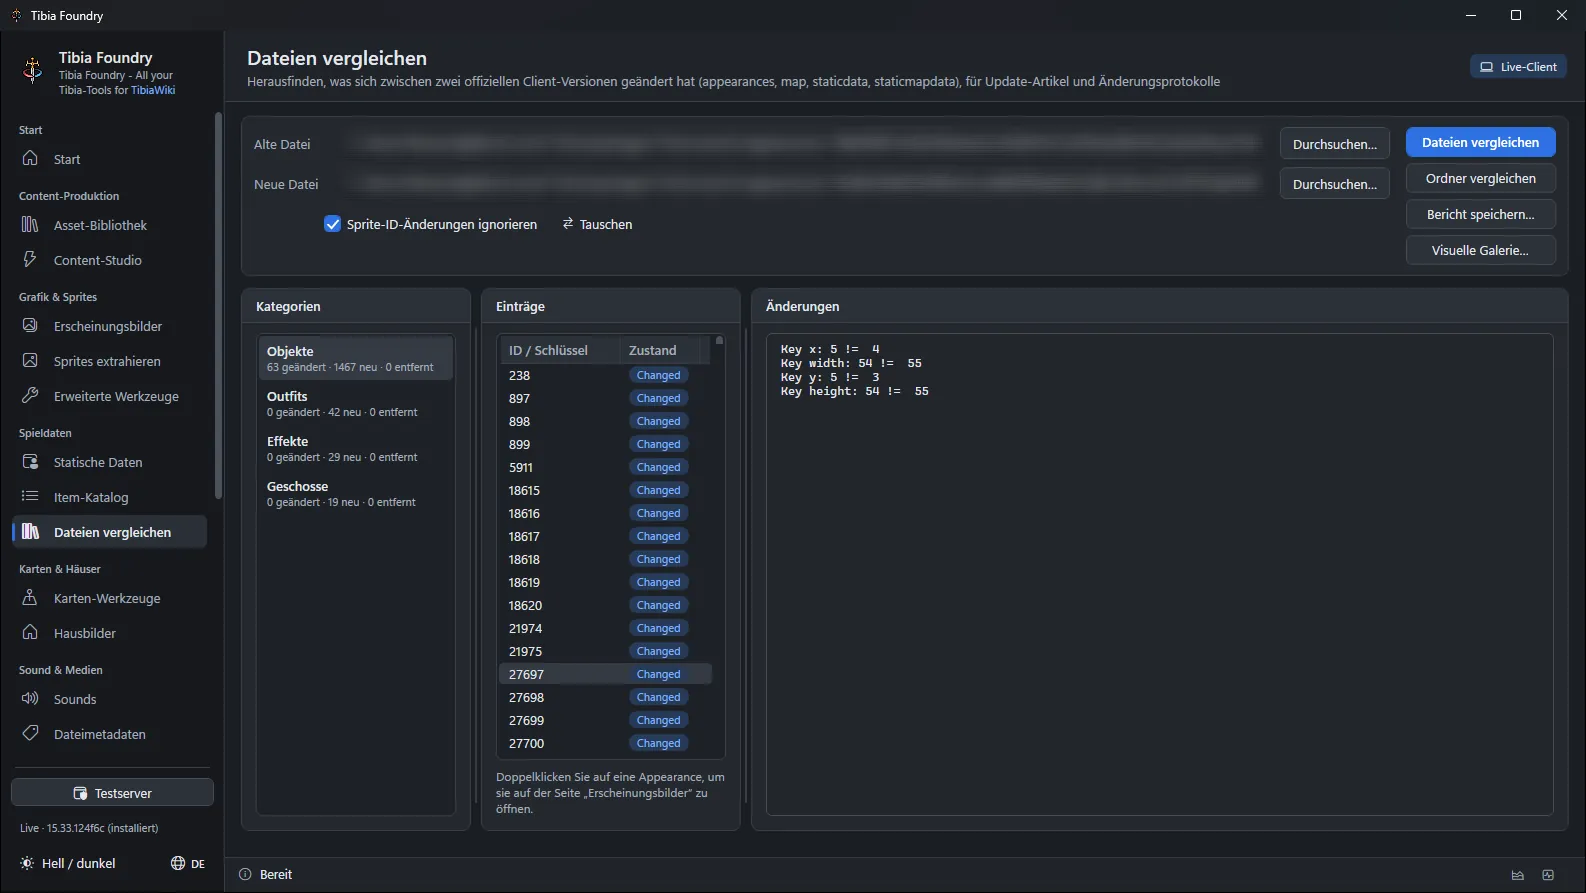 Tibia Foundry
Tibia Foundry
Tibia Foundry - All your
Tibia-Tools for TibiaWiki
Start
Start
Content-Produktion
Asset-Bibliothek
Content-Studio
Grafik & Sprites
Erscheinungsbilder
Sprites extrahieren
Erweiterte Werkzeuge
Spieldaten
Statische Daten
Item-Katalog
Dateien vergleichen
Karten & Häuser
Karten-Werkzeuge
Hausbilder
Sound & Medien
Sounds
Dateimetadaten
Testserver
Live · 15.33.124f6c (installiert)
Hell / dunkel DE
Dateien vergleichen
Herausfinden, was sich zwischen zwei offiziellen Client-Versionen geändert hat (appearances, map, staticdata, staticmapdata), für Update-Artikel und Änderungsprotokolle
Live-Client
Alte Datei Durchsuchen...
Neue Datei Durchsuchen...
Sprite-ID-Änderungen ignorieren Tauschen
Dateien vergleichen
Ordner vergleichen
Bericht speichern...
Visuelle Galerie...
Kategorien
Objekte
63 geändert · 1467 neu · 0 entfernt
Outfits
0 geändert · 42 neu · 0 entfernt
Effekte
0 geändert · 29 neu · 0 entfernt
Geschosse
0 geändert · 19 neu · 0 entfernt
Einträge
ID / Schlüssel Zustand
238 Changed
897 Changed
898 Changed
899 Changed
5911 Changed
18615 Changed
18616 Changed
18617 Changed
18618 Changed
18619 Changed
18620 Changed
21974 Changed
21975 Changed
27697 Changed
27698 Changed
27699 Changed
27700 Changed
Doppelklicken Sie auf eine Appearance, um
sie auf der Seite „Erscheinungsbilder“ zu
öffnen.
Änderungen
Key x: 5 != 4
Key width: 54 != 55
Key y: 5 != 3
Key height: 54 != 55
Bereit